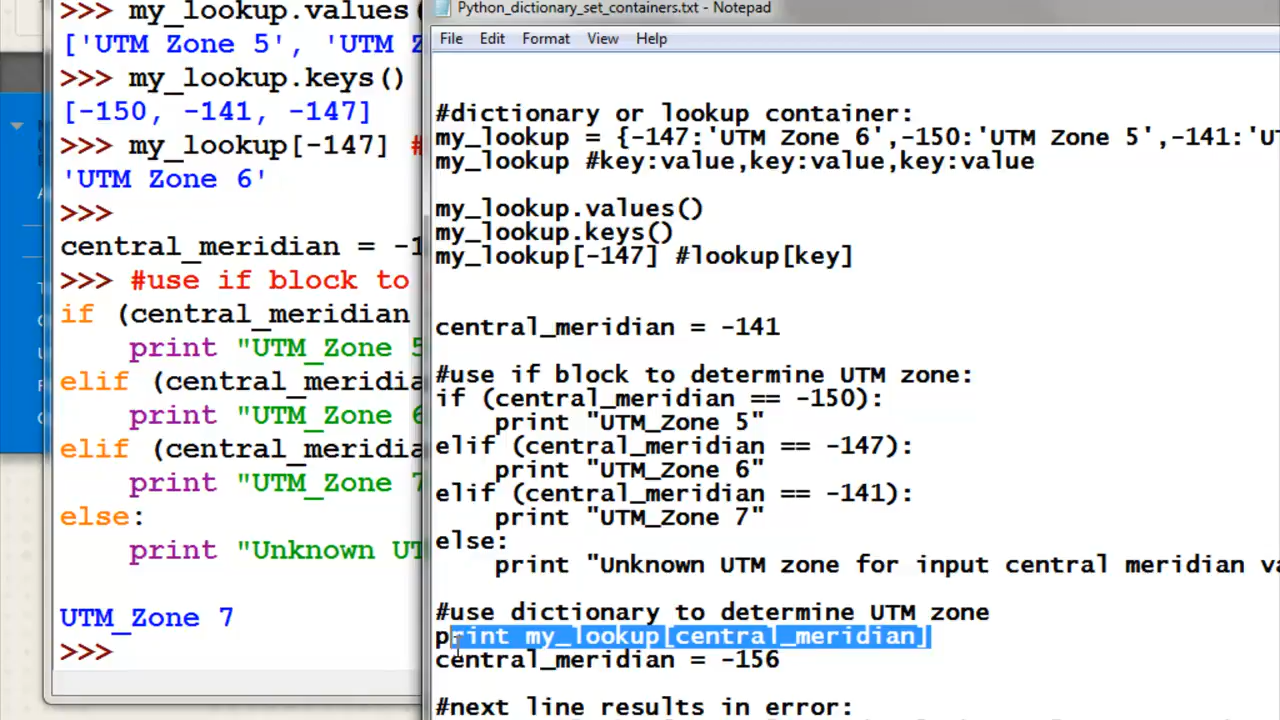 >>> my_lookup.values(
['UTM Zone 5', 'UTM Z
>>> my_lookup.keys()
[-150, -141, -147]
>>> my_lookup[-147] #
'UTM Zone 6'
>>>
central_meridian = -1
>>> #use if block to
if (central_meridian
print "UTM_Zone 5
elif (central_meridia
print "UTM_Zone 6
elif (central_meridia
print "UTM_Zone 7
else:
print "Unknown UT
UTM_Zone 7
>>>
Python_dictionary_set_containers.txt - Notepad
File Edit Format View Help
#dictionary or lookup container:
my_lookup = {-147:'UTM Zone 6',-150:'UTM Zone 5',-141:'U
my_lookup #key:value,key:value,key:value
my_lookup.values()
my_lookup.keys()
my_lookup[-147] #lookup[key]
central_meridian = -141
#use if block to determine UTM zone:
if (central_meridian == -150):
print "UTM_Zone 5"
elif (central_meridian == -147):
print "UTM_Zone 6"
elif (central_meridian == -141):
print "UTM_Zone 7"
else:
print "Unknown UTM zone for input central meridian va
#use dictionary to determine UTM zone
print my_lookup[central_meridian]
central_meridian = -156
#next line results in error: